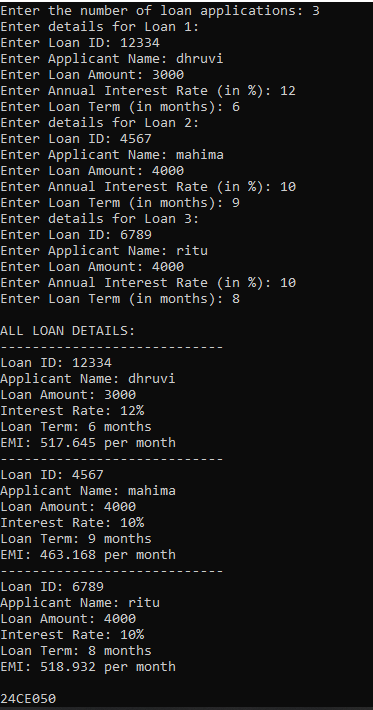 Enter the number of loan applications: 3
Enter details for Loan 1:
Enter Loan ID: 12334
Enter Applicant Name: dhruvi
Enter Loan Amount: 3000
Enter Annual Interest Rate (in %): 12
Enter Loan Term (in months): 6
Enter details for Loan 2:
Enter Loan ID: 4567
Enter Applicant Name: mahima
Enter Loan Amount: 4000
Enter Annual Interest Rate (in %): 10
Enter Loan Term (in months): 9
Enter details for Loan 3:
Enter Loan ID: 6789
Enter Applicant Name: ritu
Enter Loan Amount: 4000
Enter Annual Interest Rate (in %): 10
Enter Loan Term (in months): 8
ALL LOAN DETAILS:
----------------------------
Loan ID: 12334
Applicant Name: dhruvi
Loan Amount: 3000
Interest Rate: 12%
Loan Term: 6 months
EMI: 517.645 per month
----------------------------
Loan ID: 4567
Applicant Name: mahima
Loan Amount: 4000
Interest Rate: 10%
Loan Term: 9 months
EMI: 463.168 per month
----------------------------
Loan ID: 6789
Applicant Name: ritu
Loan Amount: 4000
Interest Rate: 10%
Loan Term: 8 months
EMI: 518.932 per month
24CE050